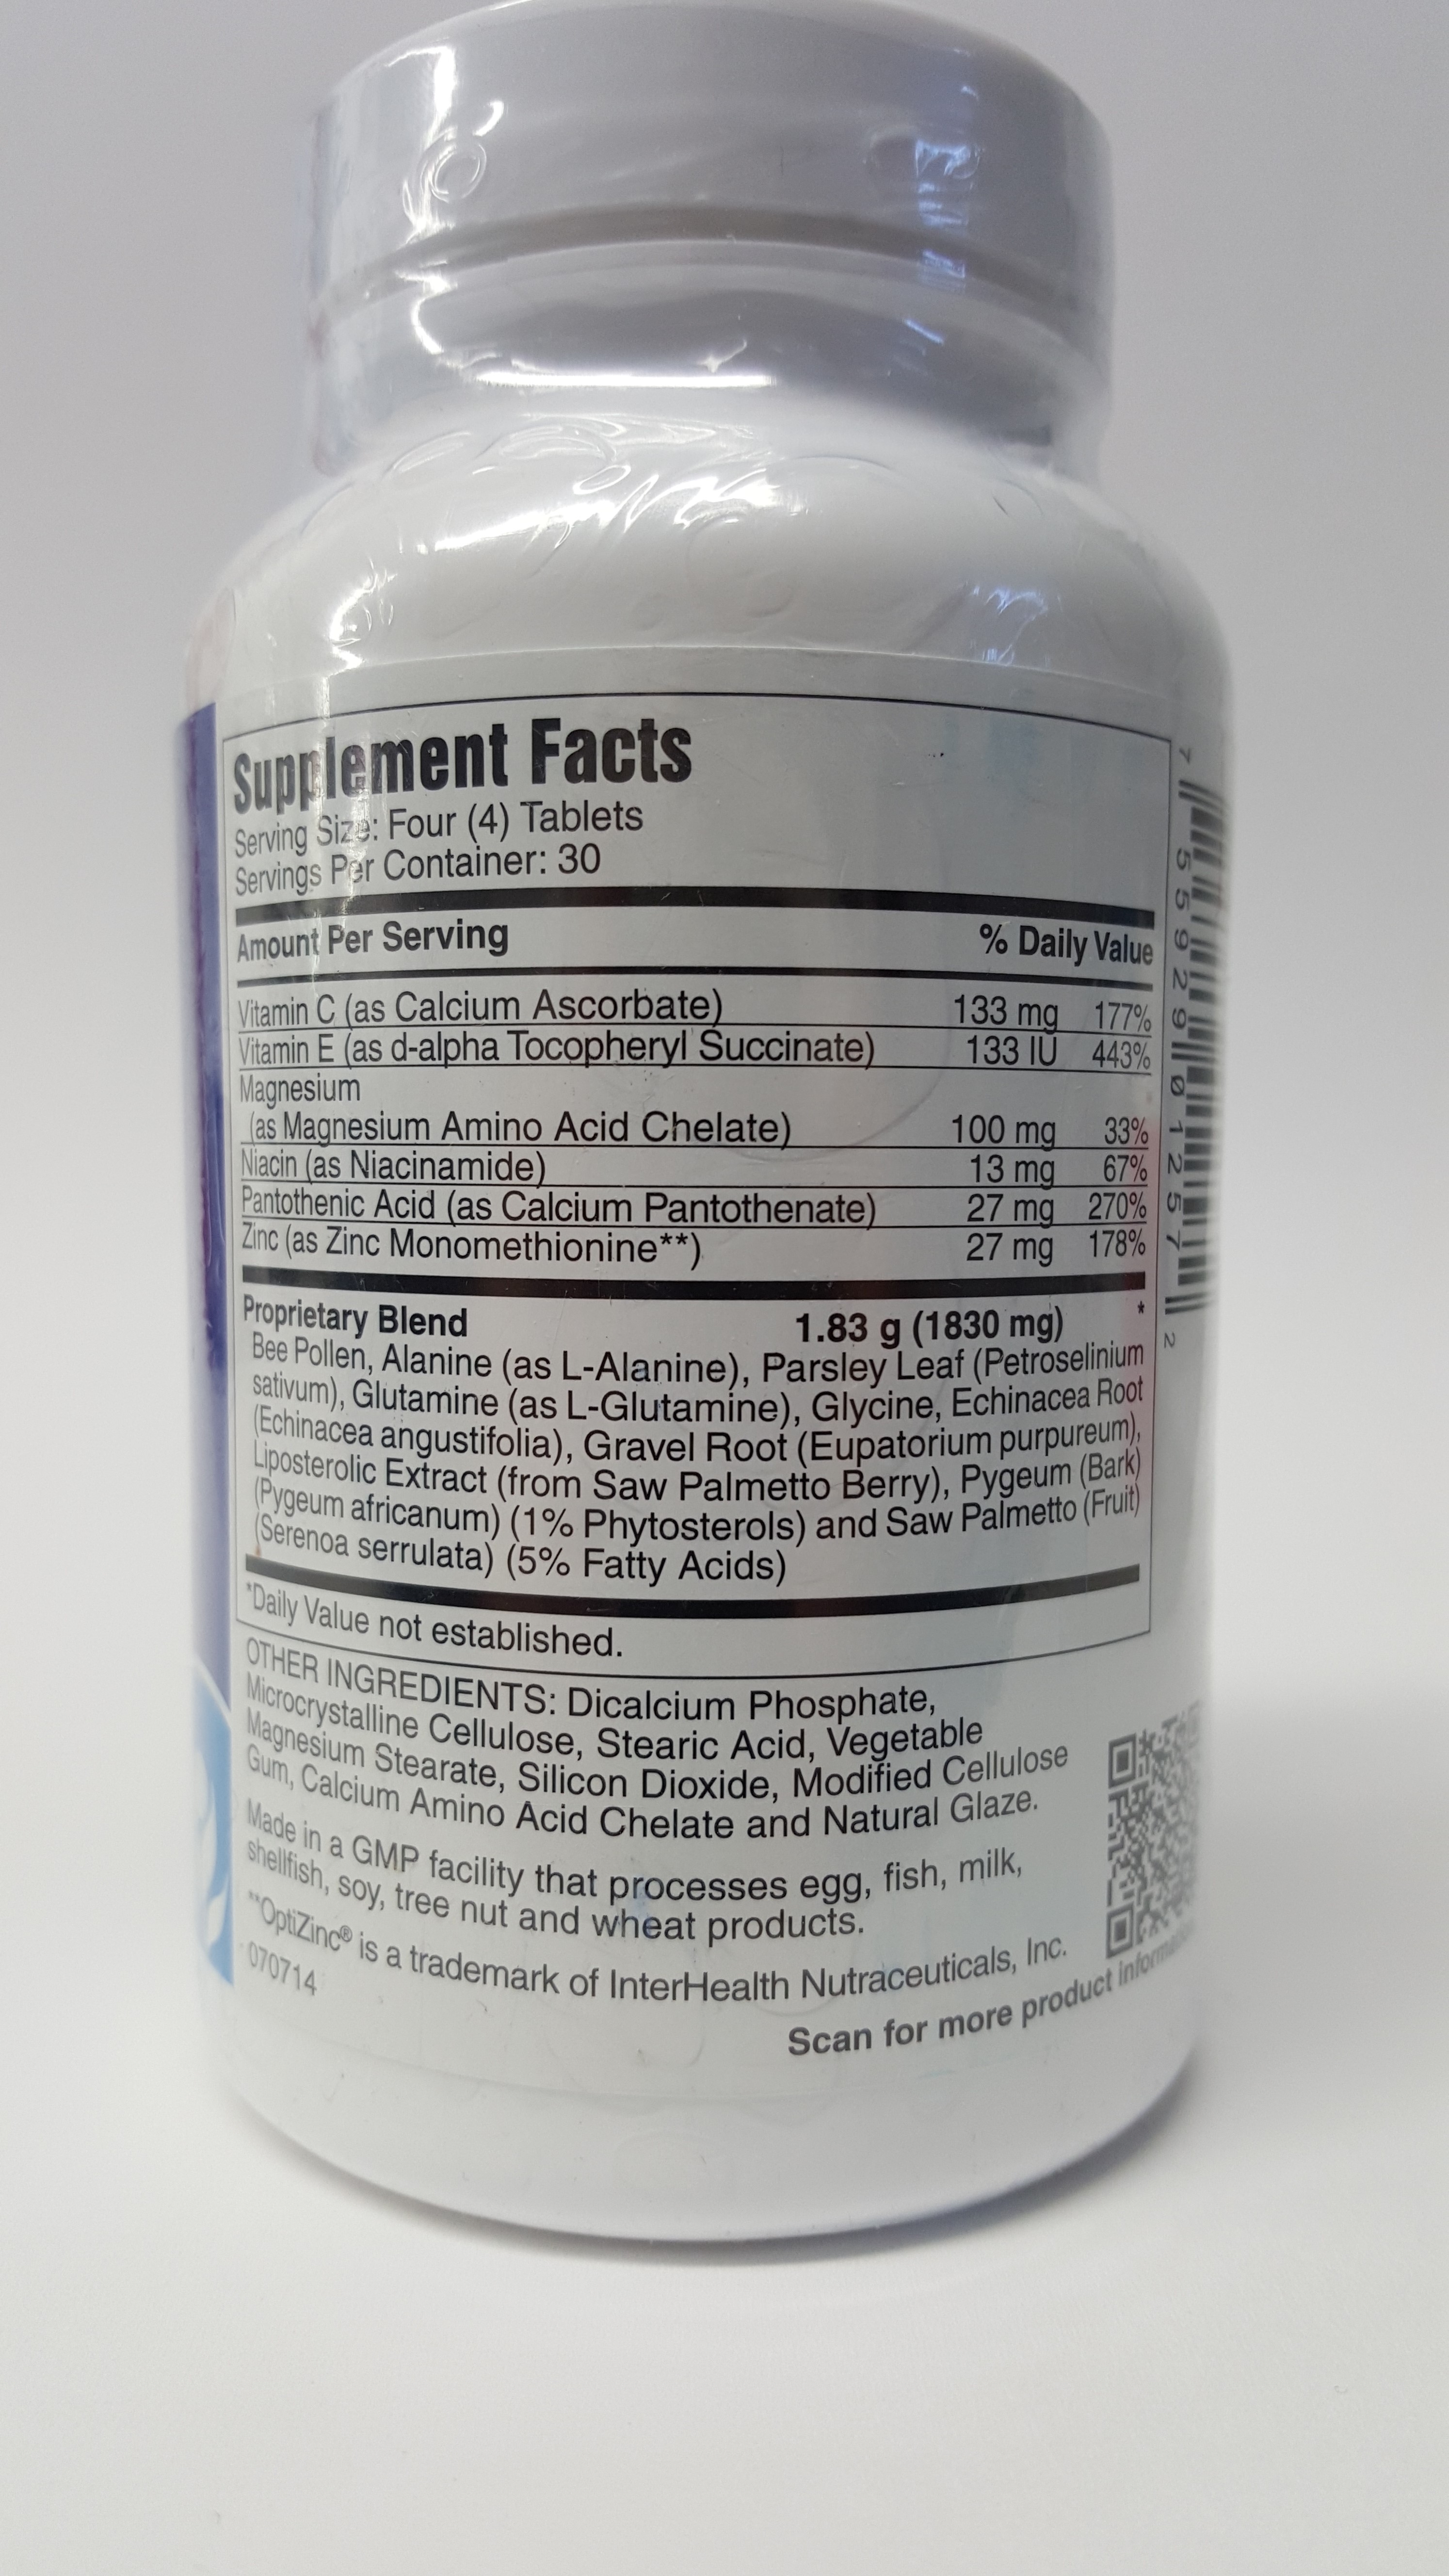 Supplement Facts
Serving Size: Four (4) Tablets
Servings Per Container: 30
Amount Per Serving % Daily Value
Vitamin C (as Calcium Ascorbate) 133 mg 177%
Vitamin E (as d-alpha Tocopheryl Succinate) 133 IU 443%
Magnesium
(as Magnesium Amino Acid Chelate) 100 mg 33%
Niacin (as Niacinamide) 13 mg 67%
Pantothenic Acid (as Calcium Pantothenate) 27 mg 270%
Zinc (as Zinc Monomethionine**) 27 mg 178%
Proprietary Blend 1.83 g (1830 mg) *
Bee Pollen, Alanine (as L-Alanine), Parsley Leaf (Petroselinium
sativum), Glutamine (as L-Glutamine), Glycine, Echinacea Root
(Echinacea angustifolia), Gravel Root (Eupatorium purpureum),
Liposterolic Extract (from Saw Palmetto Berry), Pygeum (Bark)
(Pygeum africanum) (1% Phytosterols) and Saw Palmetto (Fruit)
(Serenoa serrulata) (5% Fatty Acids)
*Daily Value not established.
OTHER INGREDIENTS: Dicalcium Phosphate,
Microcrystalline Cellulose, Stearic Acid, Vegetable
Magnesium Stearate, Silicon Dioxide, Modified Cellulose
Gum, Calcium Amino Acid Chelate and Natural Glaze.
Made in a GMP facility that processes egg, fish, milk,
shellfish, soy, tree nut and wheat products.
**OptiZinc® is a trademark of InterHealth Nutraceuticals, Inc.
070714
Scan for more product information
7 55929 01257 2